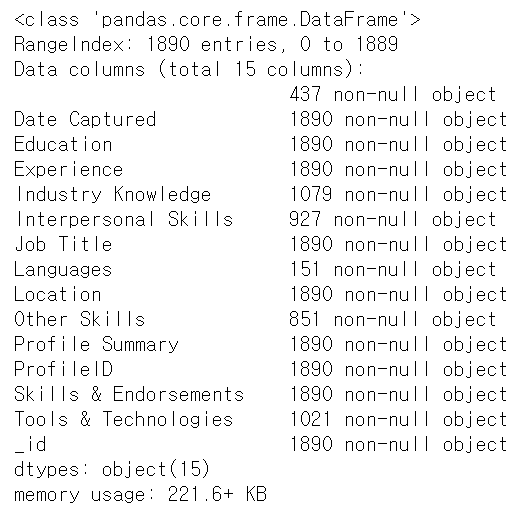 <class 'pandas.core.frame.DataFrame'>
RangeIndex: 1890 entries, 0 to 1889
Data columns (total 15 columns):
                         437 non-null object
Date Captured            1890 non-null object
Education                1890 non-null object
Experience               1890 non-null object
Industry Knowledge       1079 non-null object
Interpersonal Skills     927 non-null object
Job Title                1890 non-null object
Languages                151 non-null object
Location                 1890 non-null object
Other Skills             851 non-null object
Profile Summary          1890 non-null object
ProfileID                1890 non-null object
Skills & Endorsements    1890 non-null object
Tools & Technologies     1021 non-null object
_id                      1890 non-null object
dtypes: object(15)
memory usage: 221.6+ KB